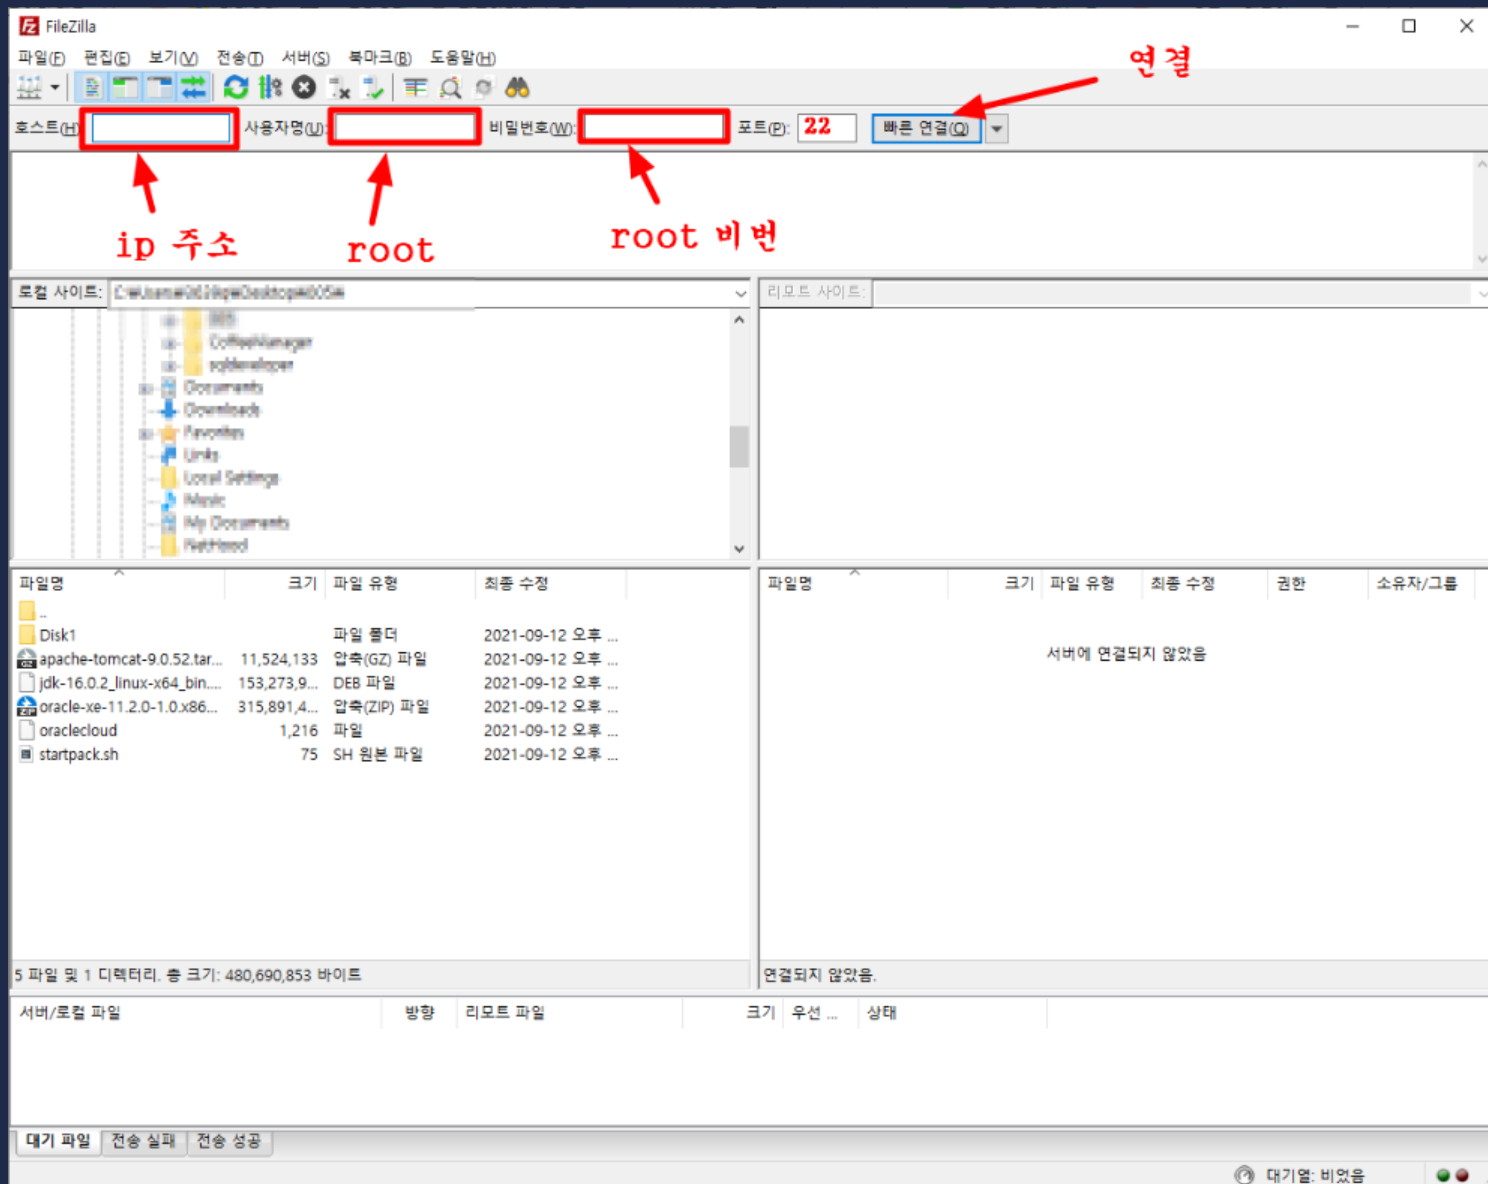 FileZilla
파일(F) 편집(E) 보기(V) 전송(T) 서버(S) 북마크(B) 도움말(H)
연결
호스트(H) 사용자명(U): 비밀번호(W): 포트(P): 22 빠른 연결(Q)
ip 주소 root root 비번
로컬 사이트: 리모트 사이트:
CoffeeManager
sqldeveloper
Documents
Downloads
Favorites
Links
Local Settings
Music
My Documents
NetHood
파일명 크기 파일 유형 최종 수정 파일명 크기 파일 유형 최종 수정 권한 소유자/그룹
..
Disk1 파일 폴더 2021-09-12 오후 ...
apache-tomcat-9.0.52.tar... 11,524,133 압축(GZ) 파일 2021-09-12 오후 ... 서버에 연결되지 않았음
jdk-16.0.2_linux-x64_bin.... 153,273,9... DEB 파일 2021-09-12 오후 ...
oracle-xe-11.2.0-1.0.x86... 315,891,4... 압축(ZIP) 파일 2021-09-12 오후 ...
oraclecloud 1,216 파일 2021-09-12 오후 ...
startpack.sh 75 SH 원본 파일 2021-09-12 오후 ...
5 파일 및 1 디렉터리. 총 크기: 480,690,853 바이트 연결되지 않았음.
서버/로컬 파일 방향 리모트 파일 크기 우선 ... 상태
대기 파일 전송 실패 전송 성공
대기열: 비었음